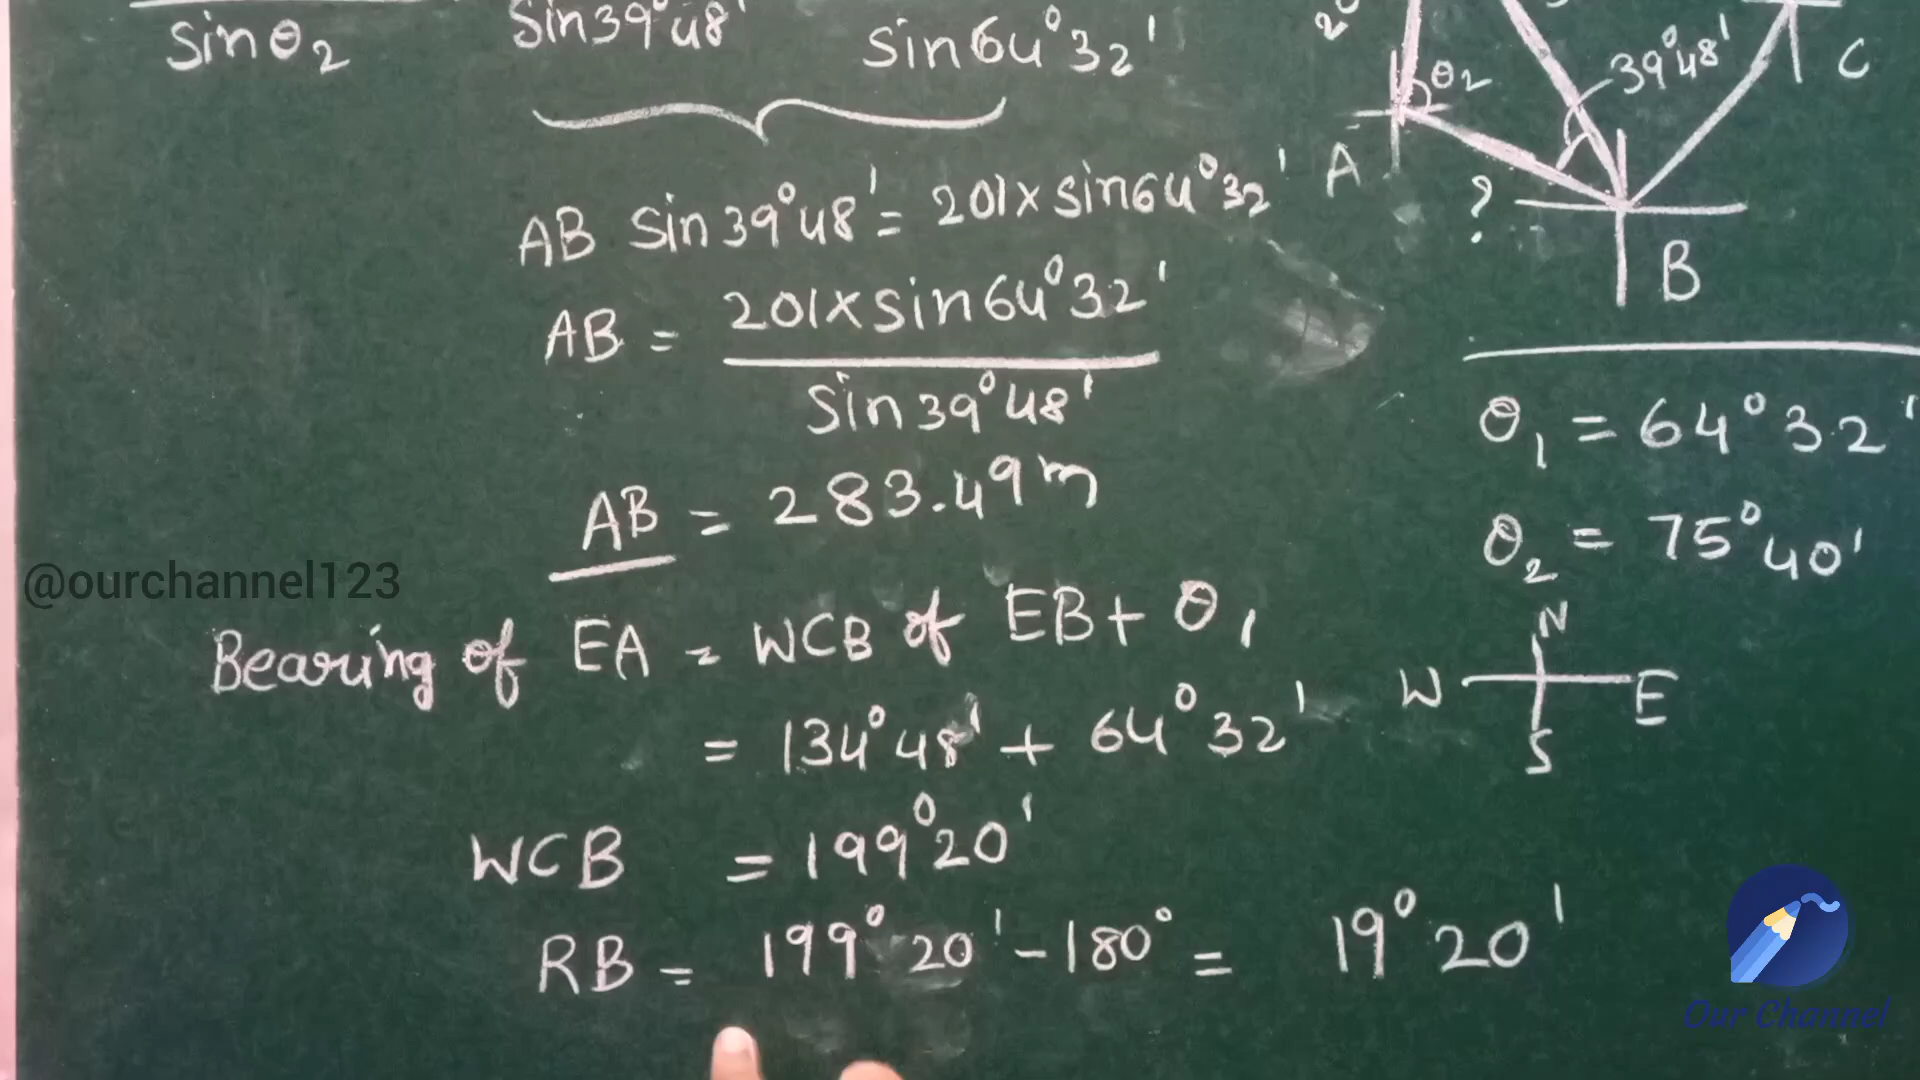 sinθ2 sin39°48' sin64°32'
AB sin39°48' = 201×sin64°32'
AB = 201×sin64°32'
sin39°48'
AB = 283.49m
Bearing of EA = WCB of EB + θ1
= 134°48' + 64°32'
WCB = 199°20'
RB = 199°20' - 180° = 19°20'
θ2
39°48'
C
A
?
B
θ1 = 64°32'
θ2 = 75°40'
N
W E
S
@ourchannel123
Our Channel